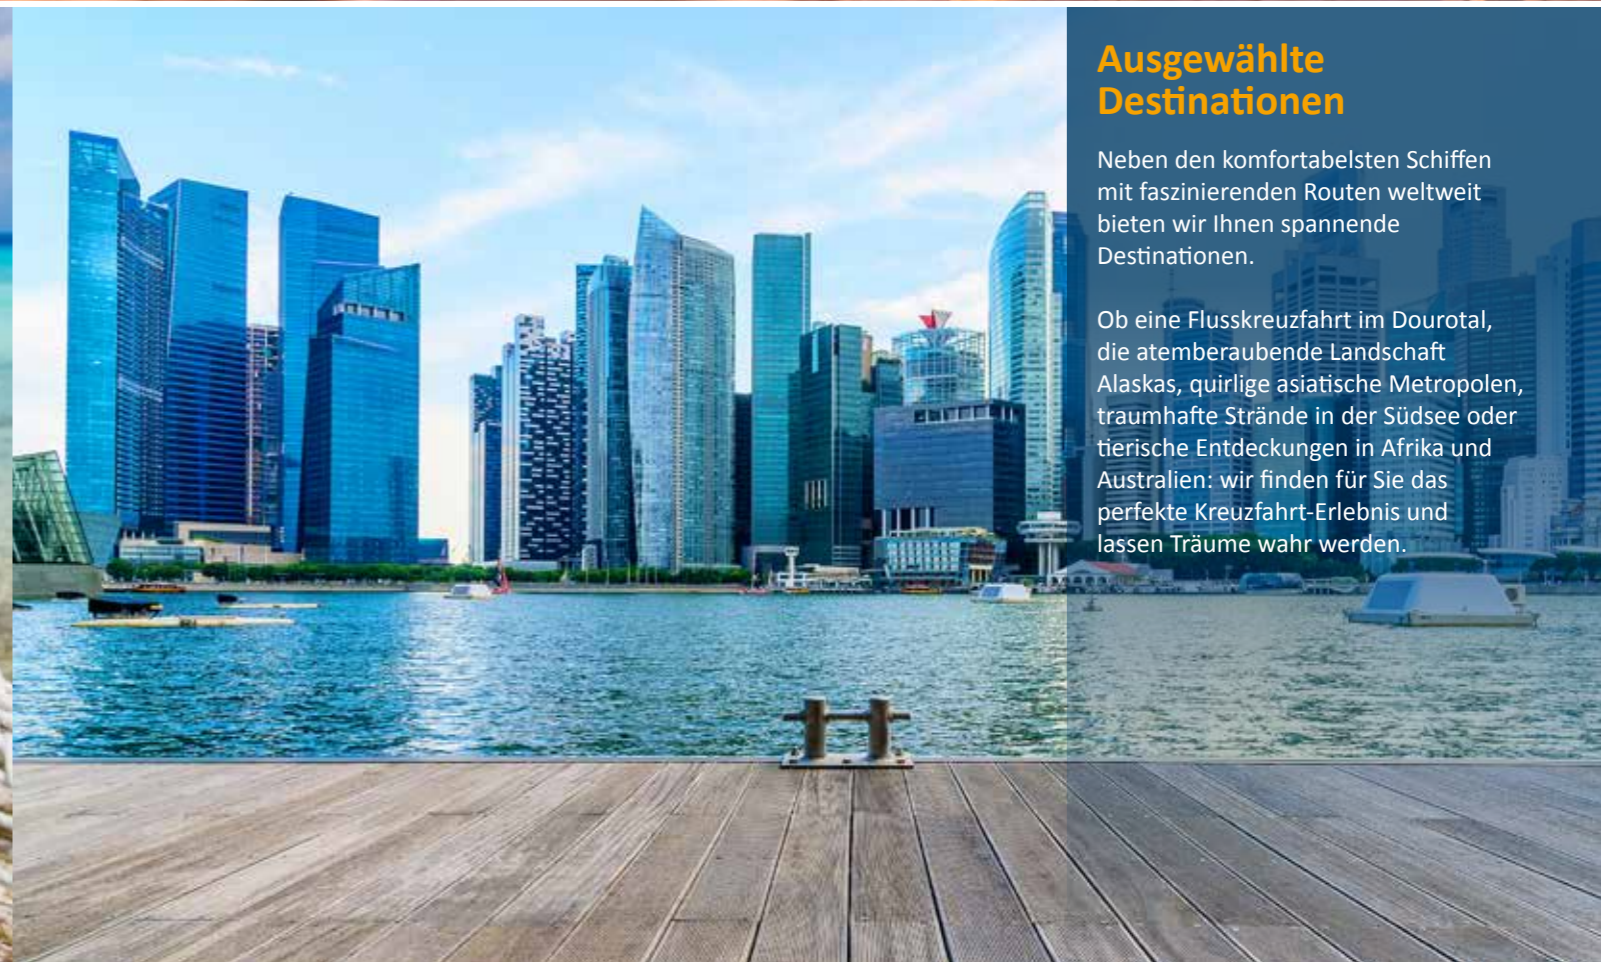 Ausgewählte
Destinationen
Neben den komfortabelsten Schiffen
mit faszinierenden Routen weltweit
bieten wir Ihnen spannende
Destinationen.
Ob eine Flusskreuzfahrt im Dourotal,
die atemberaubende Landschaft
Alaskas, quirlige asiatische Metropolen,
traumhafte Strände in der Südsee oder
tierische Entdeckungen in Afrika und
Australien: wir finden für Sie das
perfekte Kreuzfahrt-Erlebnis und
lassen Träume wahr werden.